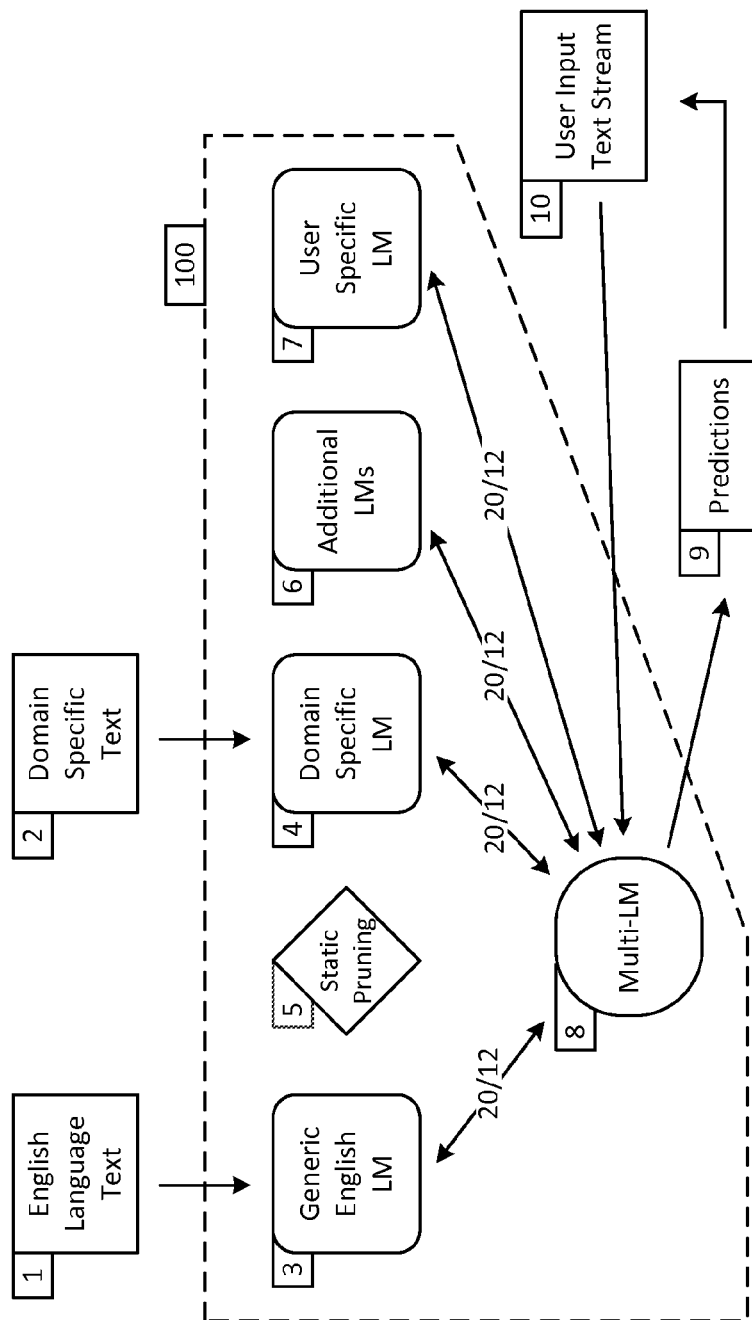 1
English
Language
Text
2
Domain
Specific
Text
100
3
Generic
English
LM
5
Static
Pruning
4
Domain
Specific
LM
6
Additional
LMs
7
User
Specific
LM
20/12
20/12
20/12
20/12
8
Multi-LM
10
User Input
Text Stream
9
Predictions